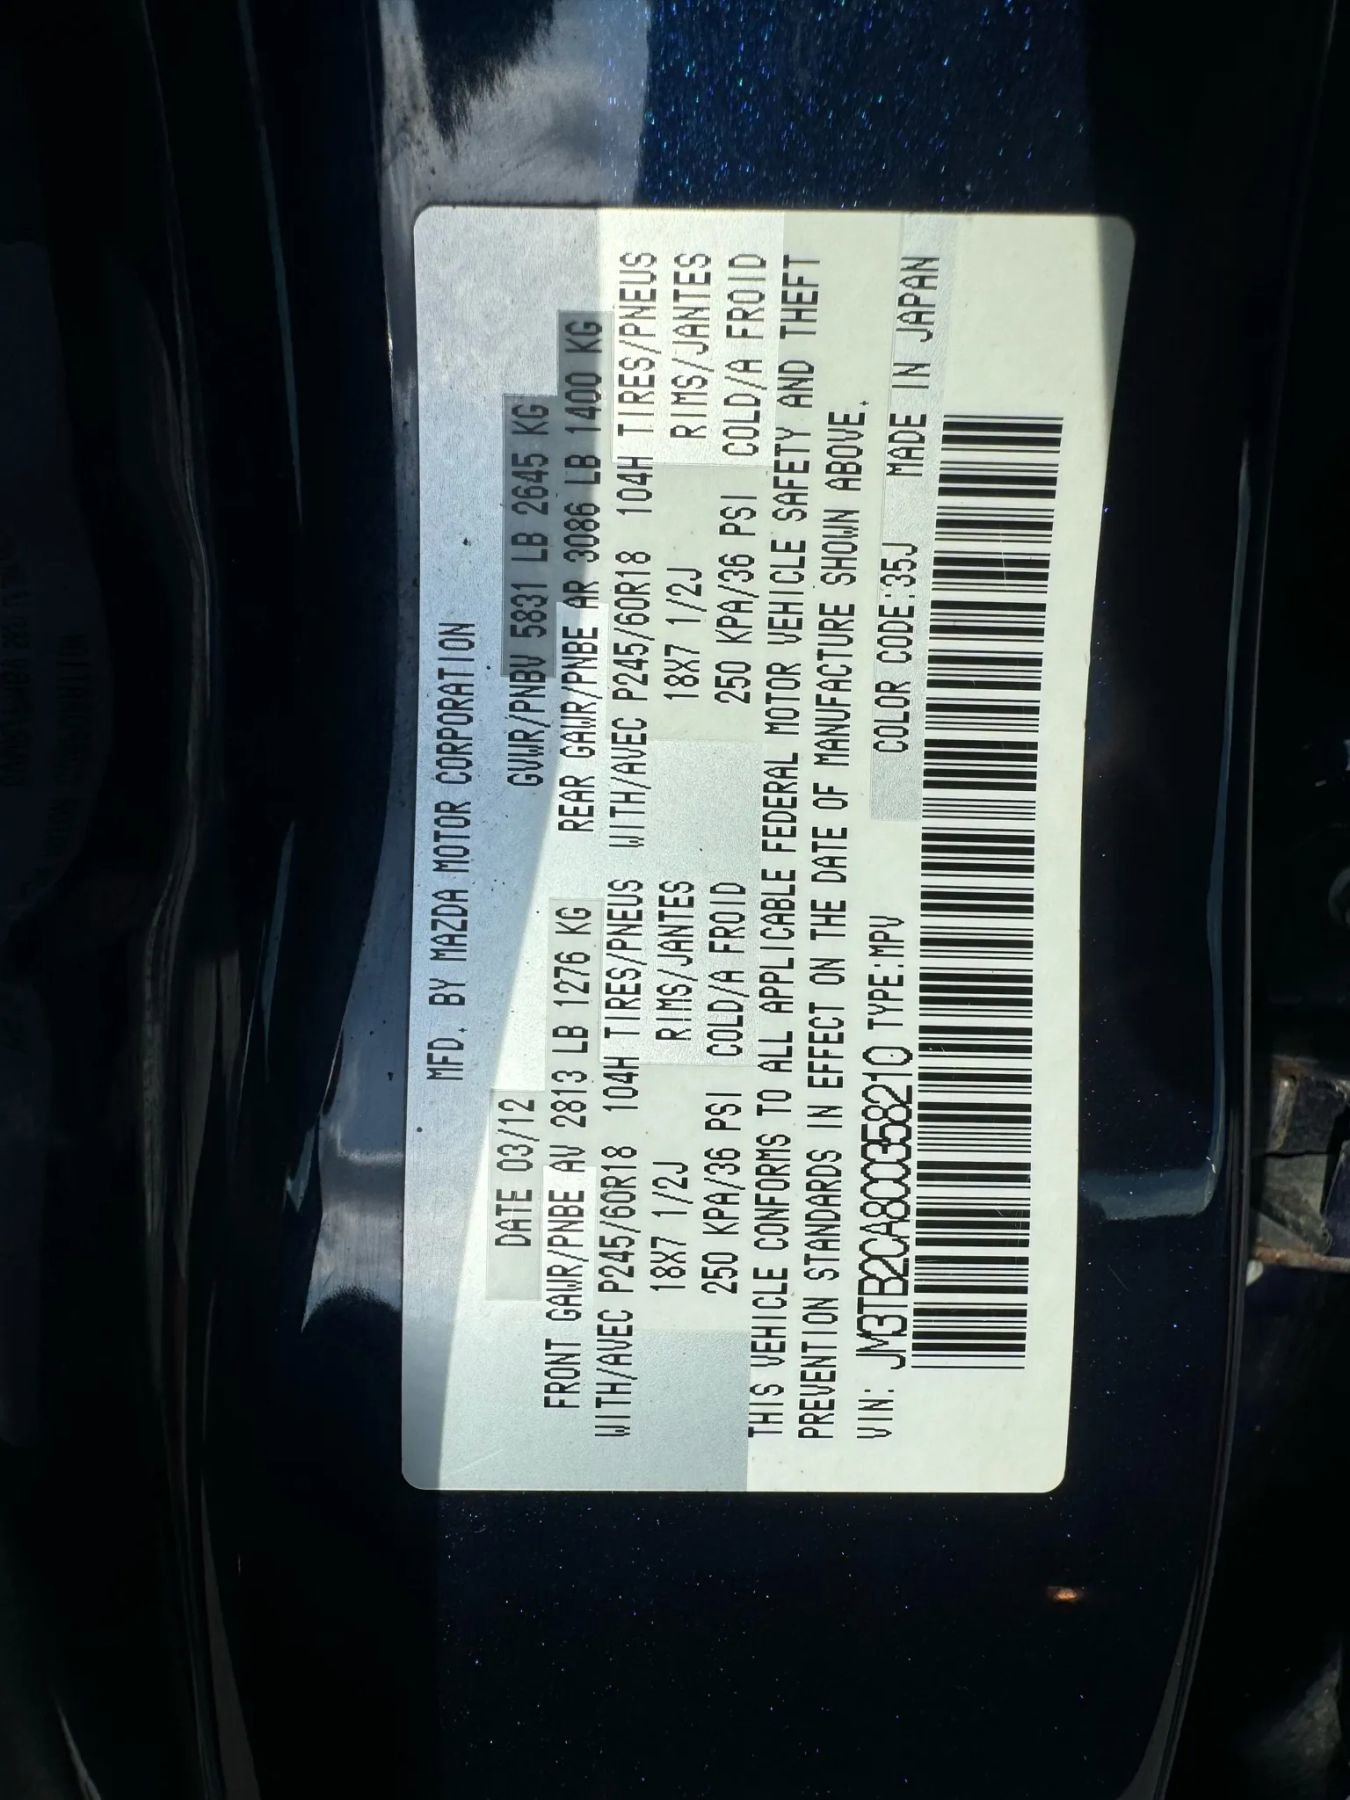 MFD. BY MAZDA MOTOR CORPORATION
DATE 03/12 GVWR/PNBV 5831 LB 2645 KG
FRONT GAWR/PNBE AV 2813 LB 1276 KG REAR GAWR/PNBE AR 3086 LB 1400 KG
WITH/AVEC P245/60R18 104H TIRES/PNEUS WITH/AVEC P245/60R18 104H TIRES/PNEUS
18X7 1/2J RIMS/JANTES 18X7 1/2J RIMS/JANTES
250 KPA/36 PSI COLD/A FROID 250 KPA/36 PSI COLD/A FROID
THIS VEHICLE CONFORMS TO ALL APPLICABLE FEDERAL MOTOR VEHICLE SAFETY AND THEFT
PREVENTION STANDARDS IN EFFECT ON THE DATE OF MANUFACTURE SHOWN ABOVE.
VIN: JM3TB2CA8C0358210 TYPE:MPV COLOR CODE:35J MADE IN JAPAN